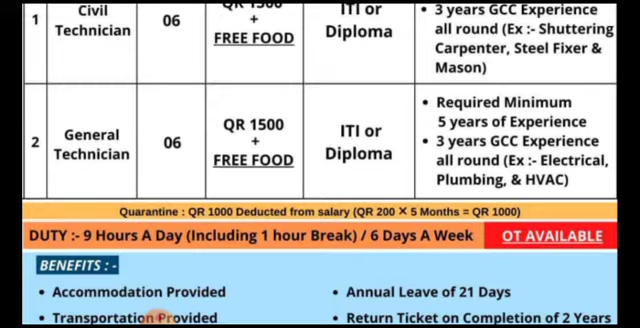 1
Civil
Technician
06
QR 1500
+
FREE FOOD
ITI or
Diploma
• 3 years GCC Experience
all round (Ex :- Shuttering
Carpenter, Steel Fixer &
Mason)
2
General
Technician
06
QR 1500
+
FREE FOOD
ITI or
Diploma
• Required Minimum
5 years of Experience
• 3 years GCC Experience
all round (Ex :- Electrical,
Plumbing, & HVAC)
Quarantine : QR 1000 Deducted from salary (QR 200 X 5 Months = QR 1000)
DUTY :- 9 Hours A Day (Including 1 hour Break) / 6 Days A Week
OT AVAILABLE
BENEFITS : -
• Accommodation Provided
• Transportation Provided
• Annual Leave of 21 Days
• Return Ticket on Completion of 2 Years